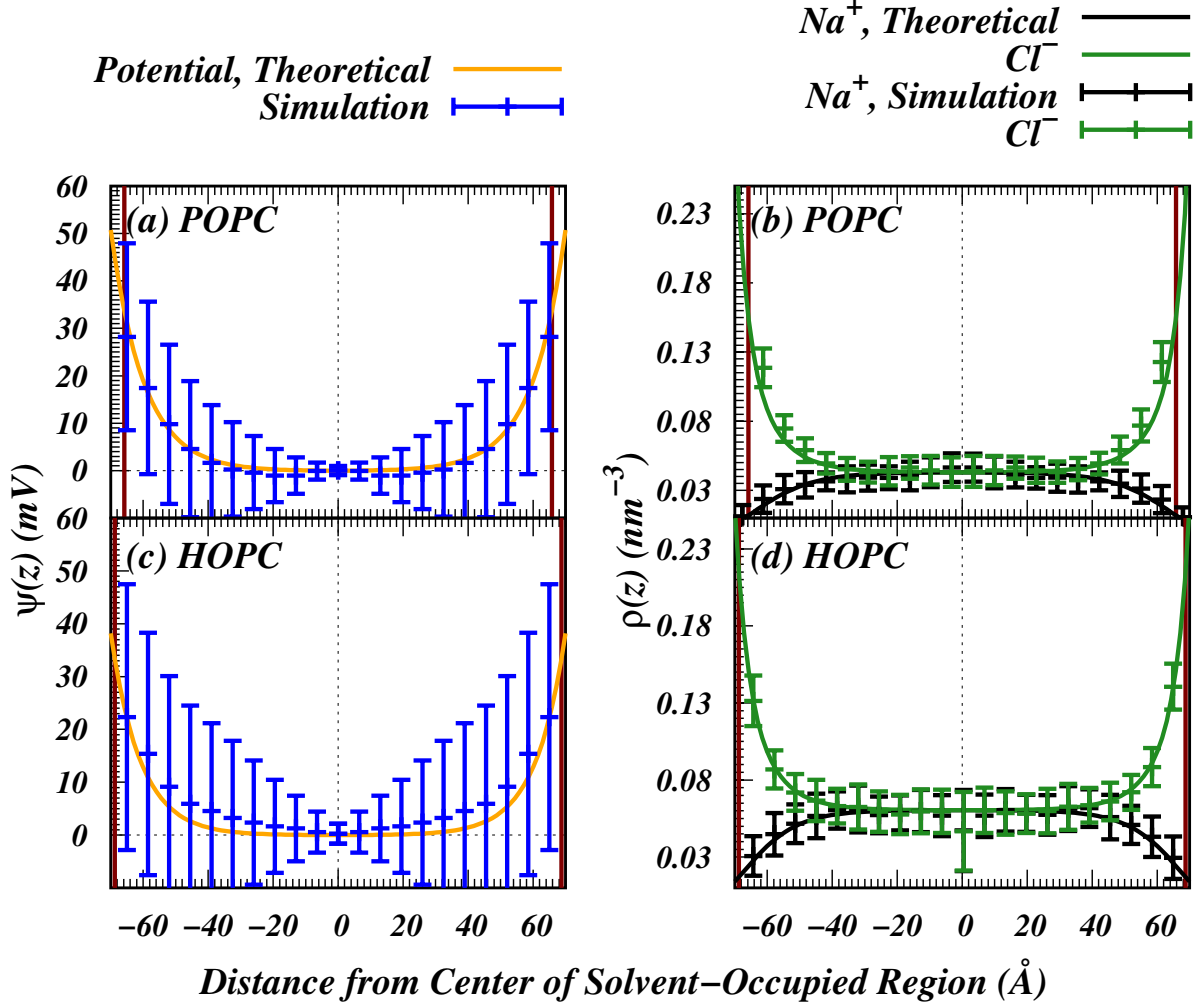 Potential, Theoretical
Simulation
Na⁺, Theoretical
Cl⁻
Na⁺, Simulation
Cl⁻
(a) POPC
60
50
40
30
20
10
0
(b) POPC
0.23
0.18
0.13
0.08
0.03
(c) HOPC
60
50
40
30
20
10
0
(d) HOPC
0.23
0.18
0.13
0.08
0.03
ψ(z) (mV)
ρ(z) (nm⁻³)
−60 −40 −20 0 20 40 60
−60 −40 −20 0 20 40 60
Distance from Center of Solvent−Occupied Region (Å)